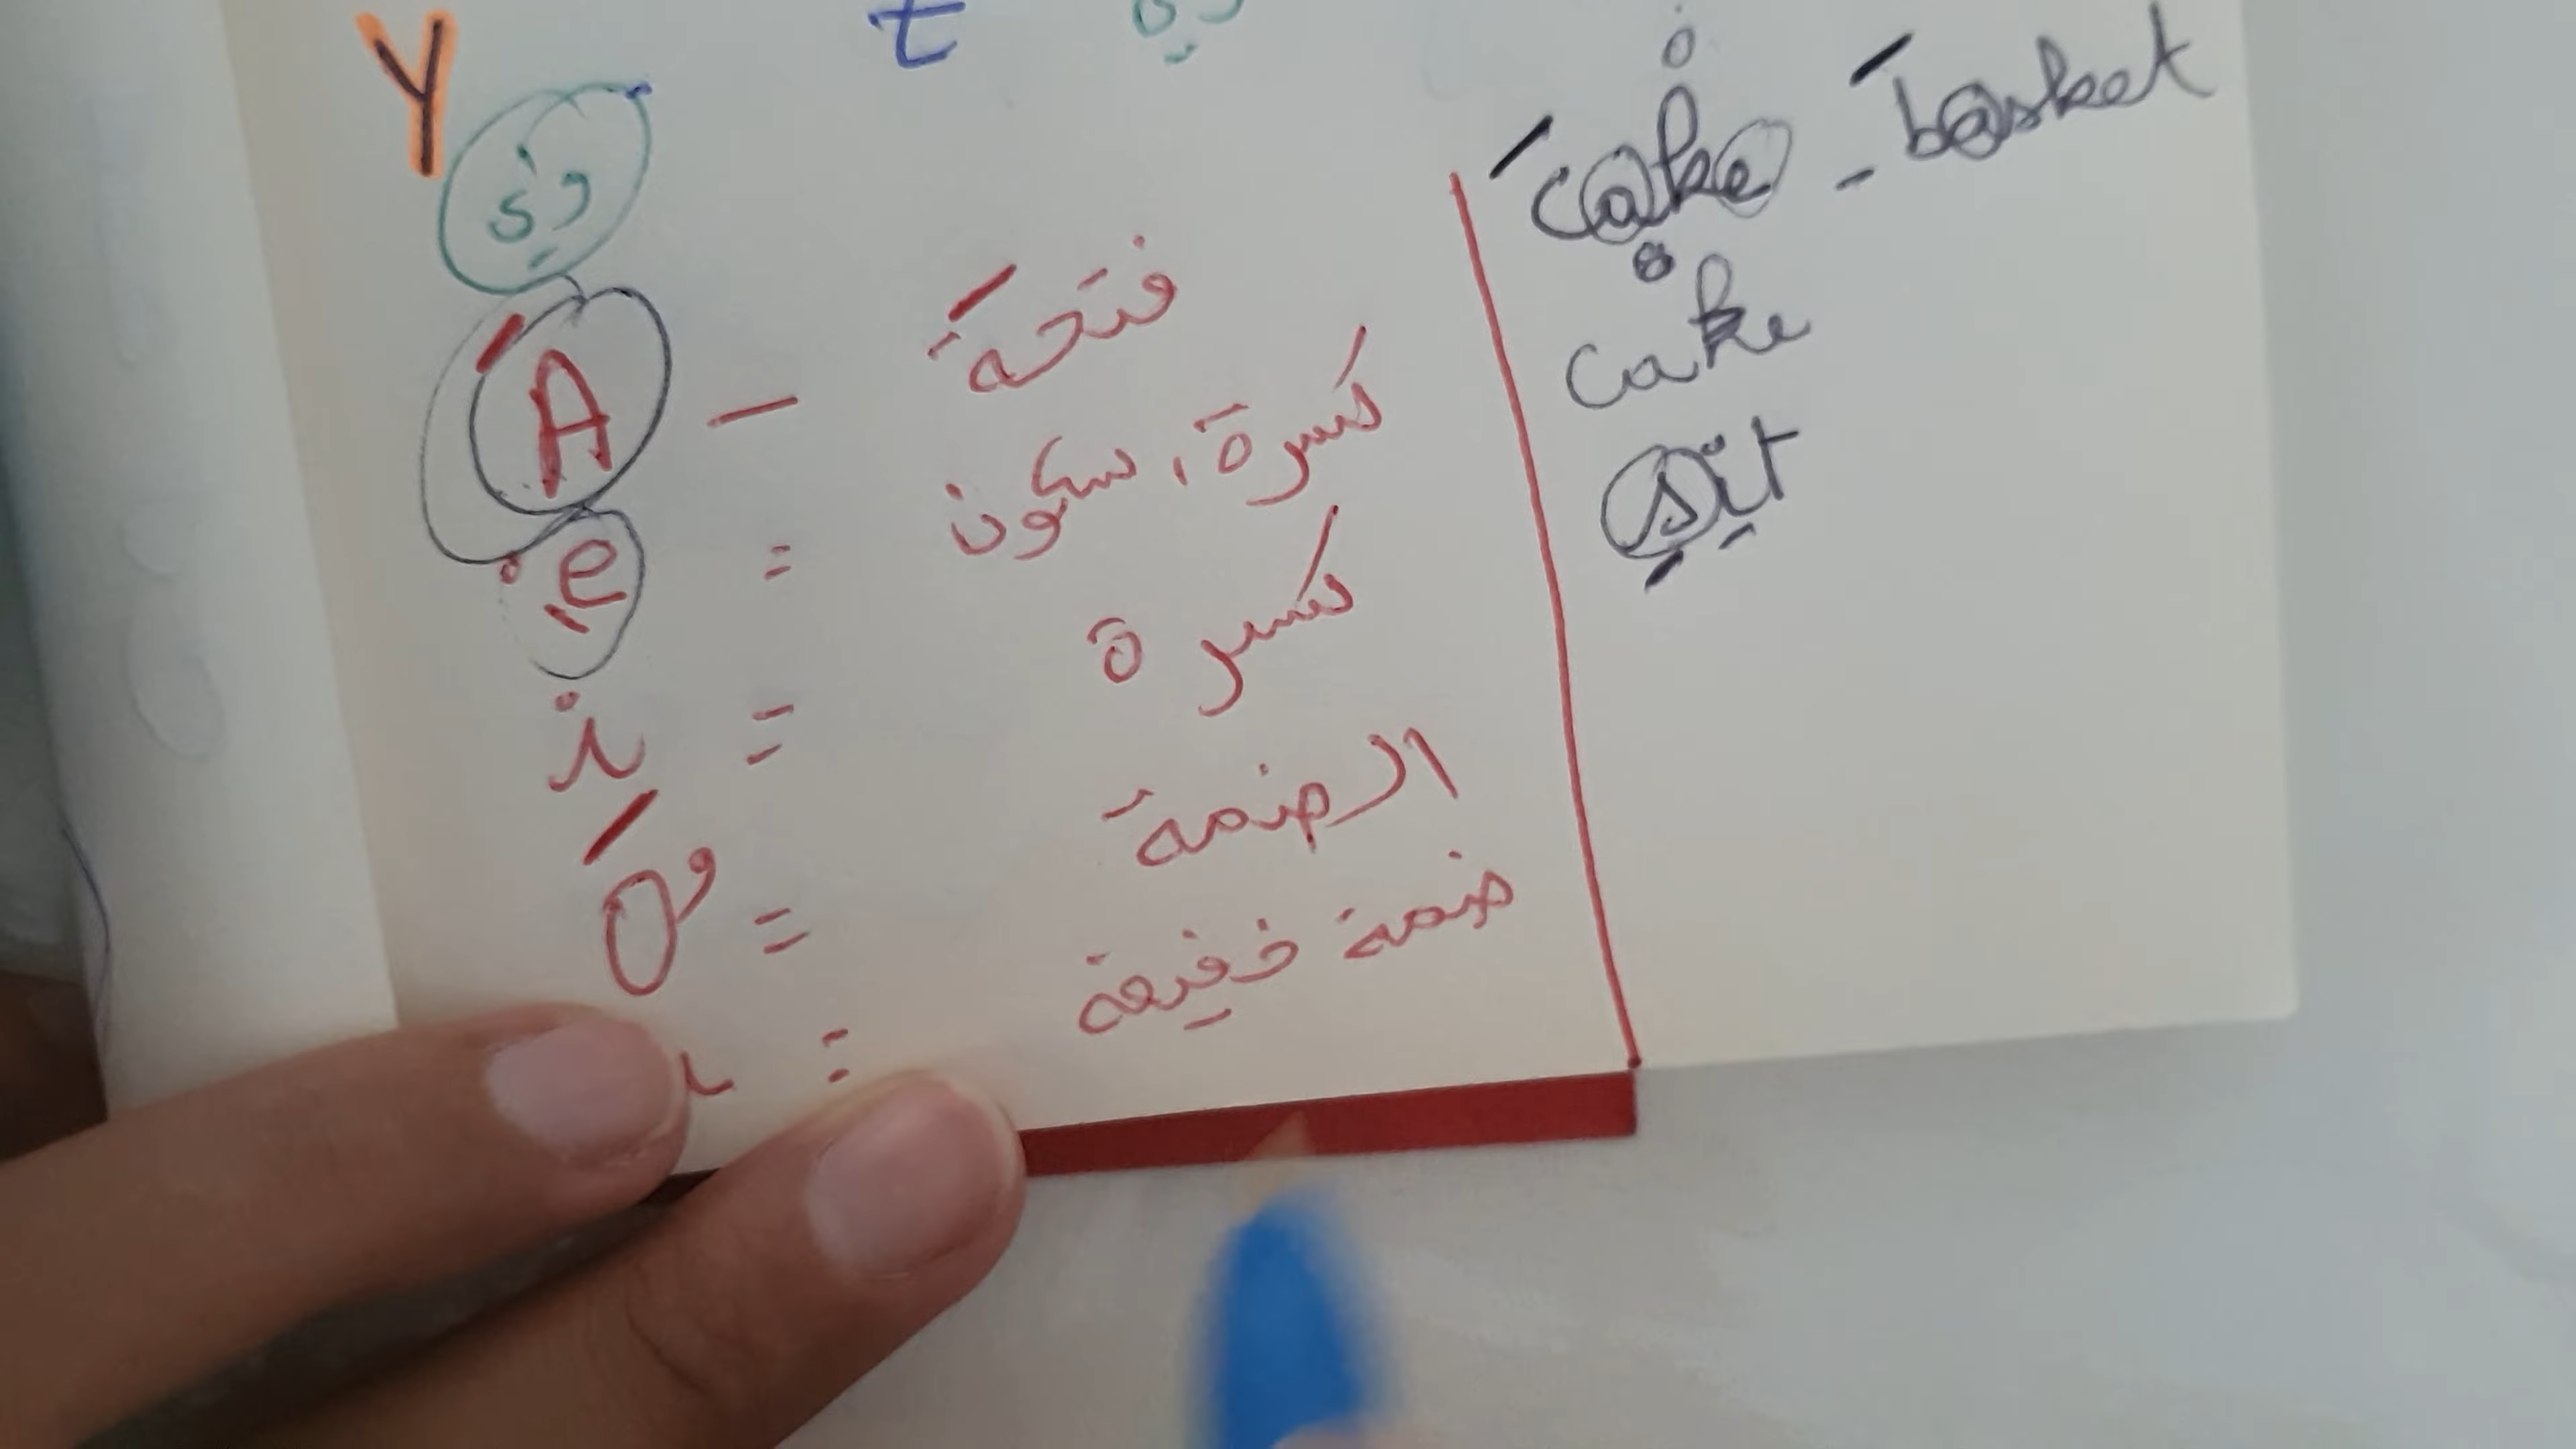 Y t
A — فتحة
e = كسرة، سكون
i = كسرة
O = الضمة
= ضمة خفيفة
cake - basket
cake
sit